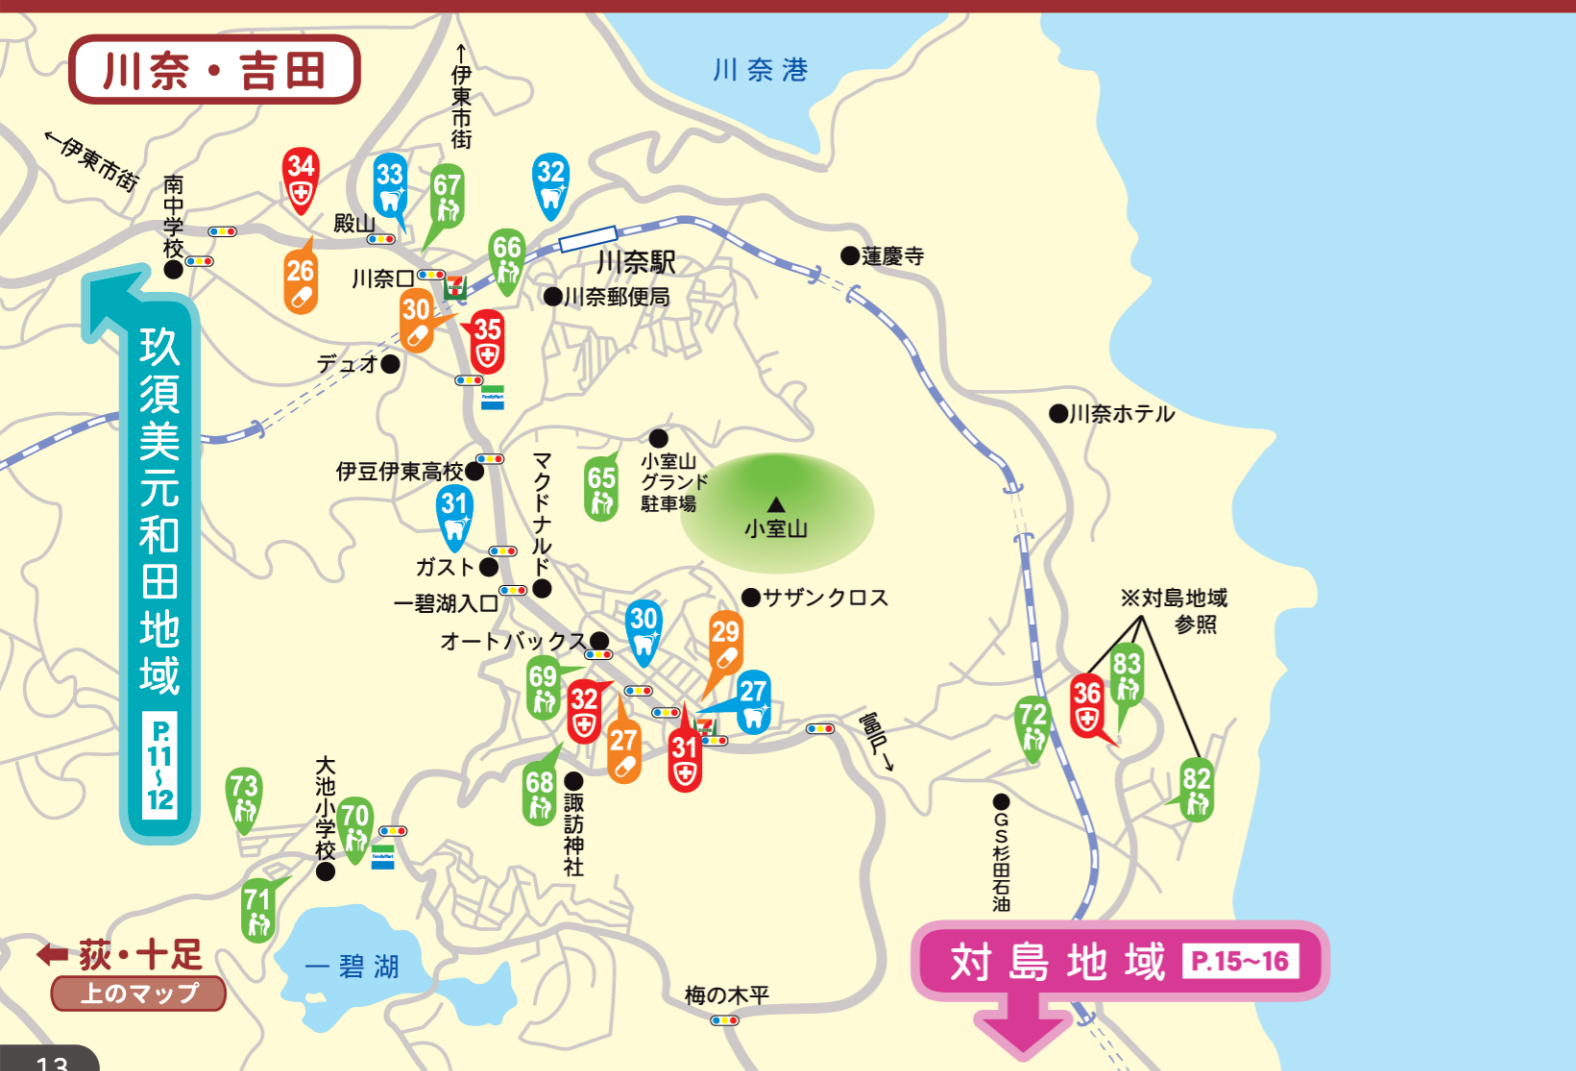 川奈・吉田
川奈港
↑伊東市街
←伊東市街
南中学校
34
33
67
32
殿山
26
川奈口
66
川奈駅
蓮慶寺
川奈郵便局
30
35
デュオ
FamilyMart
川奈ホテル
玖須美元和田地域
P.11〜12
伊豆伊東高校
マクドナルド
65
小室山
グランド
駐車場
小室山
31
ガスト
一碧湖入口
サザンクロス
オートバックス
30
29
※対島地域
参照
69
32
27
27
31
68
諏訪神社
富戸→
72
36
83
82
GS杉田石油
73
大池小学校
70
FamilyMart
71
一碧湖
←荻・十足
上のマップ
梅の木平
対島地域 P.15〜16
13